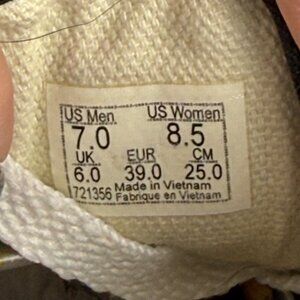 US Men US Women
7.0 8.5
UK EUR CM
6.0 39.0 25.0
721356 Made in Vietnam
Fabrique en Vietnam